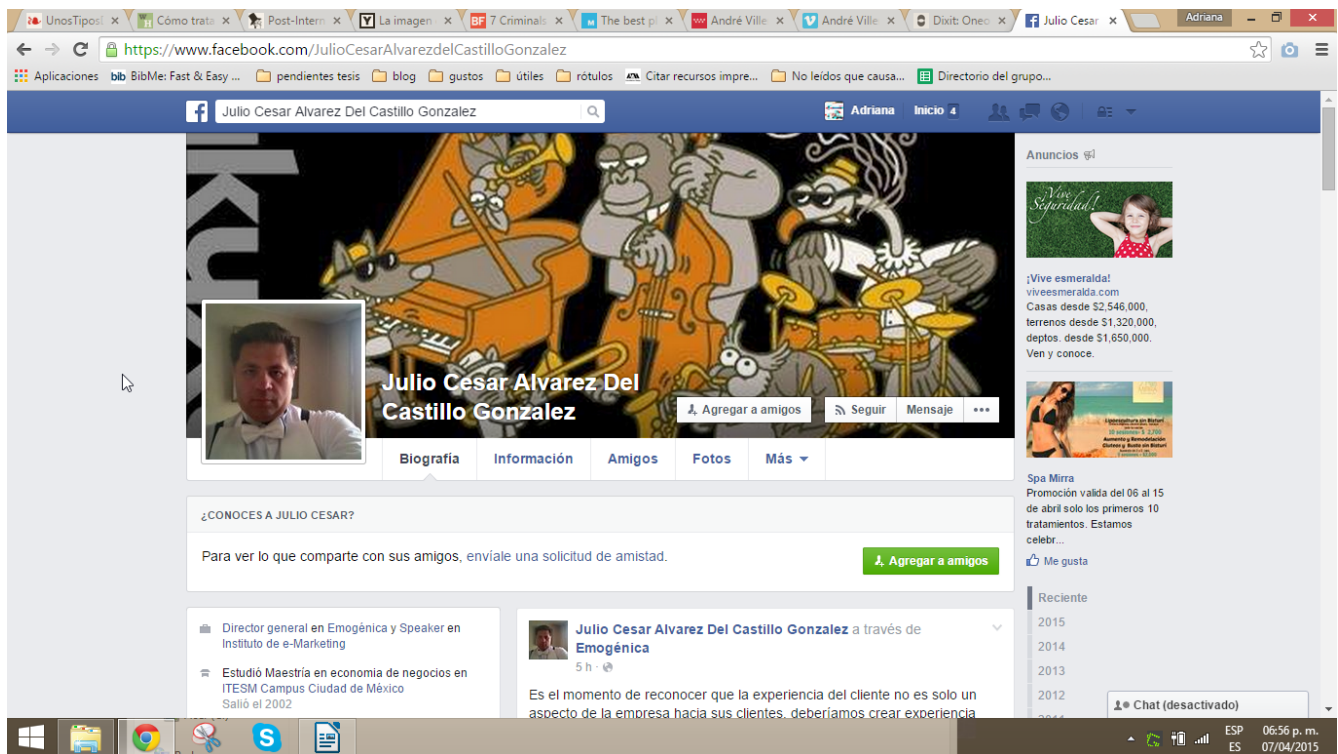 UnosTipos
Cómo trata
Post-Intern
La imagen
7 Criminals
The best pl
André Ville
André Ville
Dixit: Oneo
Julio Cesar
Adriana
https://www.facebook.com/JulioCesarAlvarezdelCastilloGonzalez
Aplicaciones bib BibMe: Fast & Easy ... pendientes tesis blog gustos útiles rótulos Citar recursos impre... No leídos que causa... Directorio del grupo...
Julio Cesar Alvarez Del Castillo Gonzalez
Adriana Inicio 4
Anuncios
¡Vive
Seguridad!
¡Vive esmeralda!
viveesmeralda.com
Casas desde $2,546,000,
terrenos desde $1,320,000,
deptos. desde $1,650,000.
Ven y conoce.
Julio Cesar Alvarez Del
Castillo Gonzalez
Agregar a amigos Seguir Mensaje
Biografía Información Amigos Fotos Más
Spa Mirra
Promoción valida del 06 al 15
de abril solo los primeros 10
tratamientos. Estamos
celebr...
Me gusta
¿CONOCES A JULIO CESAR?
Para ver lo que comparte con sus amigos, envíale una solicitud de amistad.
Agregar a amigos
Reciente
2015
2014
2013
2012
Director general en Emogénica y Speaker en
Instituto de e-Marketing
Estudió Maestría en economia de negocios en
ITESM Campus Ciudad de México
Salió el 2002
Julio Cesar Alvarez Del Castillo Gonzalez a través de
Emogénica
5 h
Es el momento de reconocer que la experiencia del cliente no es solo un
aspecto de la empresa hacia sus clientes, deberíamos crear experiencia
Chat (desactivado)
ESP
ES
06:56 p. m.
07/04/2015